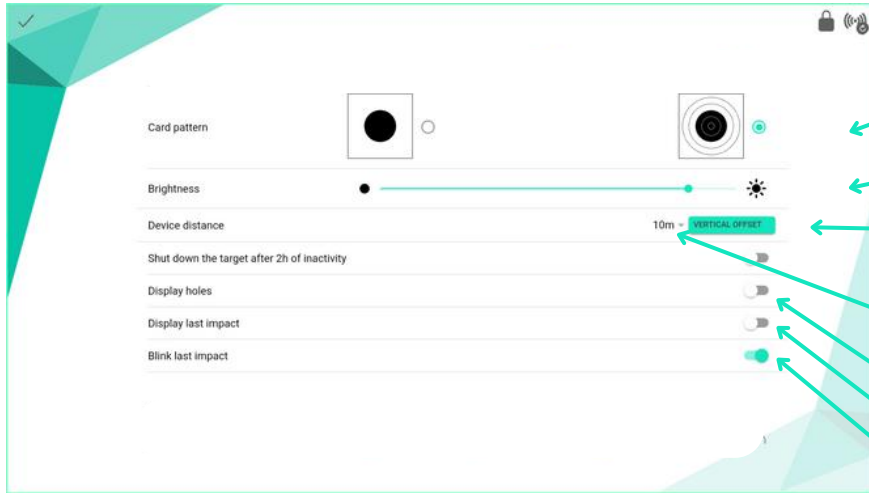 Card pattern
Brightness
Device distance
10m VERTICAL OFFSET
Shut down the target after 2h of inactivity
Display holes
Display last impact
Blink last impact